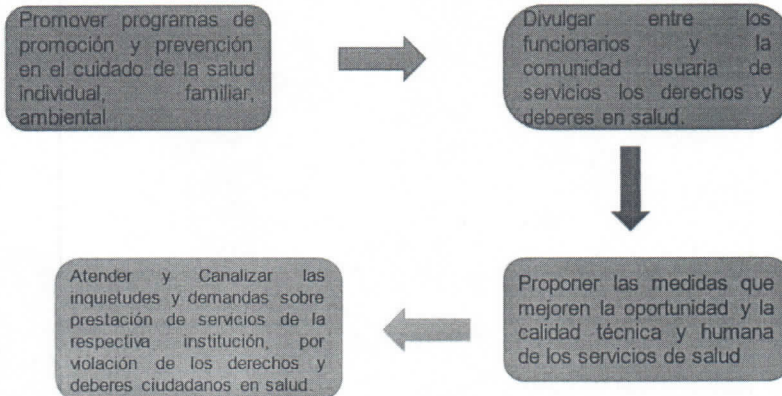 Promover programas de
promoción y prevención
en el cuidado de la salud
individual, familiar,
ambiental
Divulgar entre los
funcionarios y la
comunidad usuaria de
servicios los derechos y
deberes en salud.
Proponer las medidas que
mejoren la oportunidad y la
calidad técnica y humana
de los servicios de salud
Atender y Canalizar las
inquietudes y demandas sobre
prestación de servicios de la
respectiva institución, por
violación de los derechos y
deberes ciudadanos en salud.